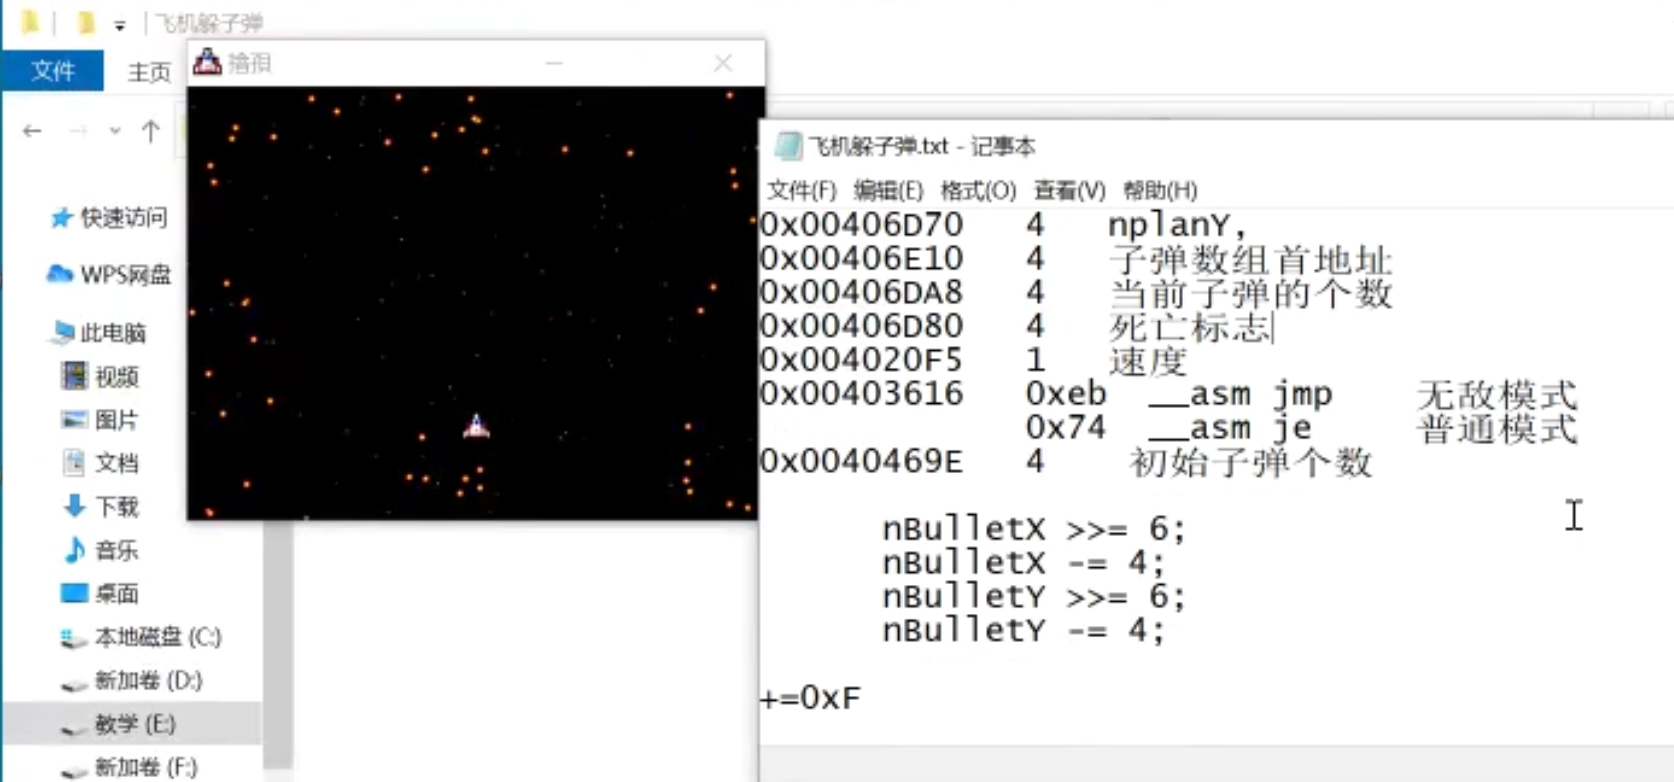 飞机躲子弹
文件 主页
撍孭
快速访问
WPS网盘
此电脑
视频
图片
文档
下载
音乐
桌面
本地磁盘 (C:)
新加卷 (D:)
教学 (E:)
新加卷 (F:)
飞机躲子弹.txt - 记事本
文件(F) 编辑(E) 格式(O) 查看(V) 帮助(H)
0x00406D70 4 nplanY,
0x00406E10 4 子弹数组首地址
0x00406DA8 4 当前子弹的个数
0x00406D80 4 死亡标志
0x004020F5 1 速度
0x00403616 0xeb __asm jmp 无敌模式
0x74 __asm je 普通模式
0x0040469E 4 初始子弹个数
nBulletX >>= 6;
nBulletX -= 4;
nBulletY >>= 6;
nBulletY -= 4;
+=0xF